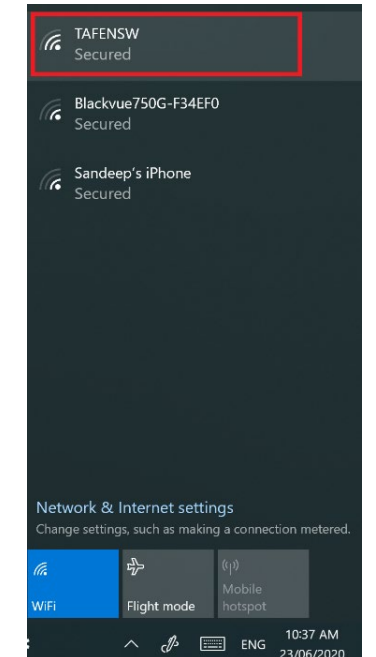 TAFENSW
Secured
Blackvue750G-F34EF0
Secured
Sandeep's iPhone
Secured
Network & Internet settings
Change settings, such as making a connection metered.
WiFi
Flight mode
Mobile
hotspot
ENG
10:37 AM
23/06/2020